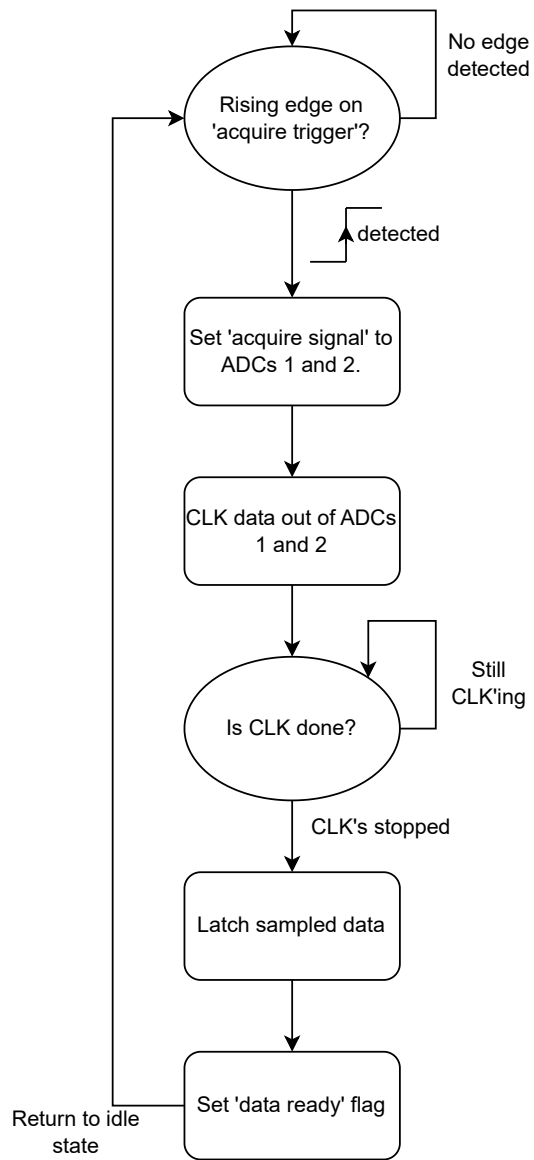 No edge
detected
Rising edge on
'acquire trigger'?
detected
Set 'acquire signal' to
ADCs 1 and 2.
CLK data out of ADCs
1 and 2
Still
CLK'ing
Is CLK done?
CLK's stopped
Latch sampled data
Set 'data ready' flag
Return to idle
state